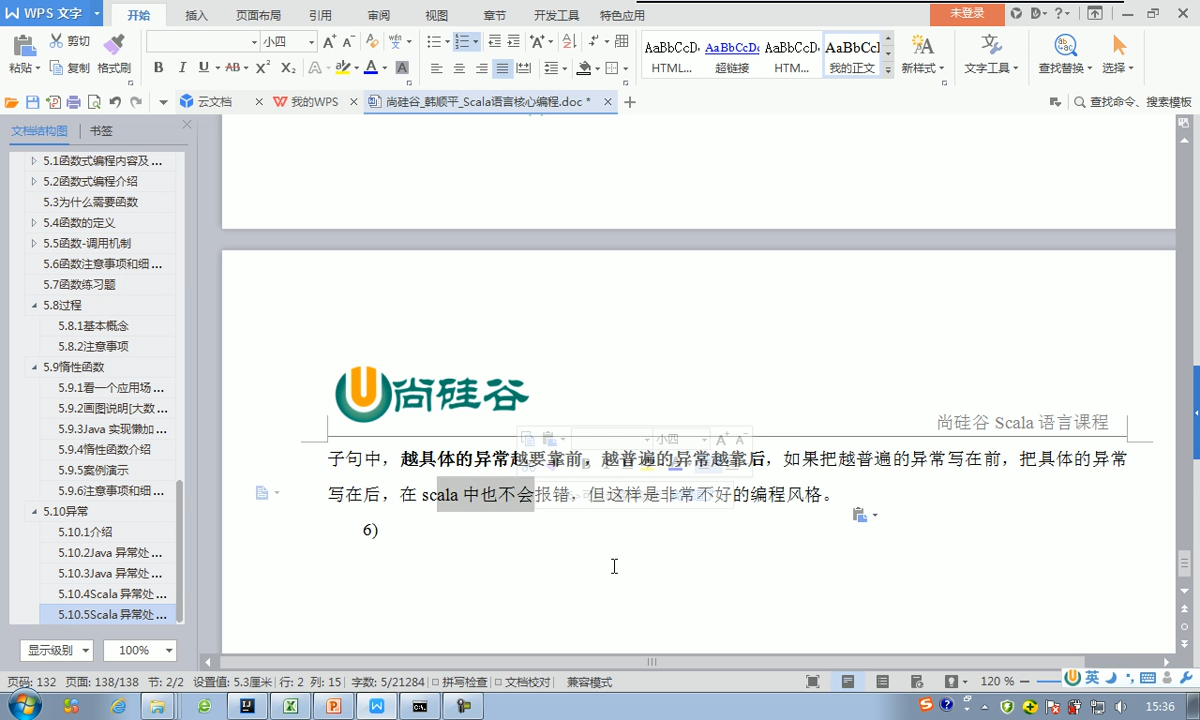 WPS 文字
开始
插入
页面布局
引用
审阅
视图
章节
开发工具
特色应用
未登录
粘贴
剪切
复制
格式刷
小四
AaBbCcD
HTML...
AaBbCcDc
超链接
AaBbCcD
HTM...
AaBbCcl
我的正文
新样式
文字工具
查找替换
选择
云文档
我的WPS
尚硅谷_韩顺平_Scala语言核心编程.doc *
查找命令、搜索模板
文档结构图
书签
5.1函数式编程内容及 ...
5.2函数式编程介绍
5.3为什么需要函数
5.4函数的定义
5.5函数-调用机制
5.6函数注意事项和细 ...
5.7函数练习题
5.8过程
5.8.1基本概念
5.8.2注意事项
5.9惰性函数
5.9.1看一个应用场 ...
5.9.2画图说明[大数 ...
5.9.3Java 实现懒加 ...
5.9.4惰性函数介绍
5.9.5案例演示
5.9.6注意事项和细 ...
5.10异常
5.10.1介绍
5.10.2Java 异常处 ...
5.10.3Java 异常处 ...
5.10.4Scala 异常处 ...
5.10.5Scala 异常处 ...
显示级别
100%
尚硅谷
尚硅谷 Scala 语言课程
小四
子句中，越具体的异常越要靠前，越普遍的异常越靠后，如果把越普遍的异常写在前，把具体的异常
写在后，在 scala 中也不会报错，但这样是非常不好的编程风格。
6)
页码: 132 页面: 138/138 节: 2/2 设置值: 5.3厘米 行: 2 列: 15 字数: 5/21284 拼写检查 文档校对 兼容模式
120 %
英
15:36